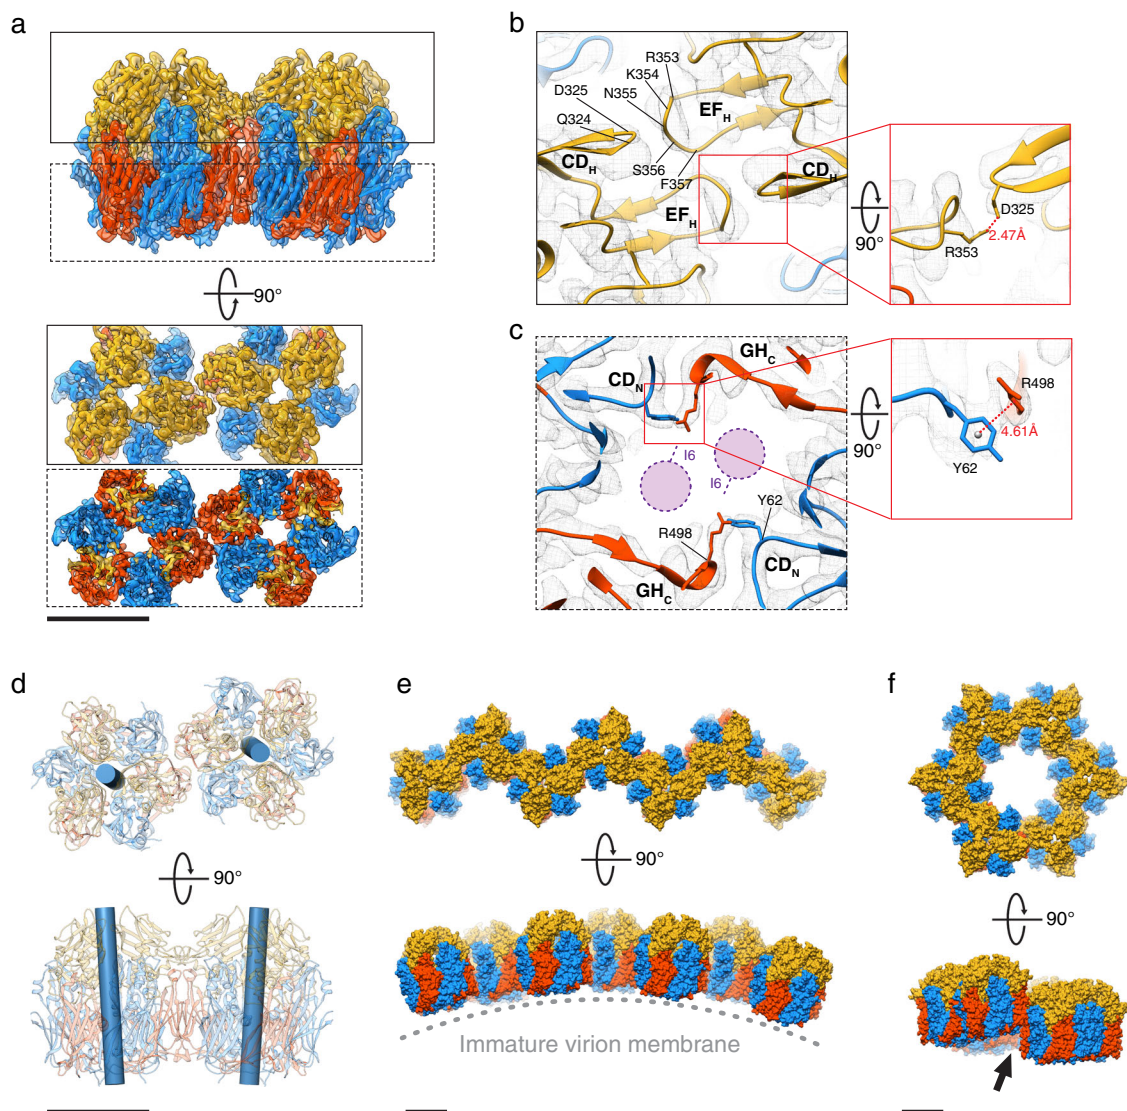 a
90°
b
R353
K354
D325
N355
EF_H
Q324
CD_H
S356
F357
CD_H
EF_H
90°
D325
R353
2.47Å
c
GH_C
CD_N
I6
I6
Y62
R498
CD_N
GH_C
90°
R498
4.61Å
Y62
d
90°
e
90°
Immature virion membrane
f
90°